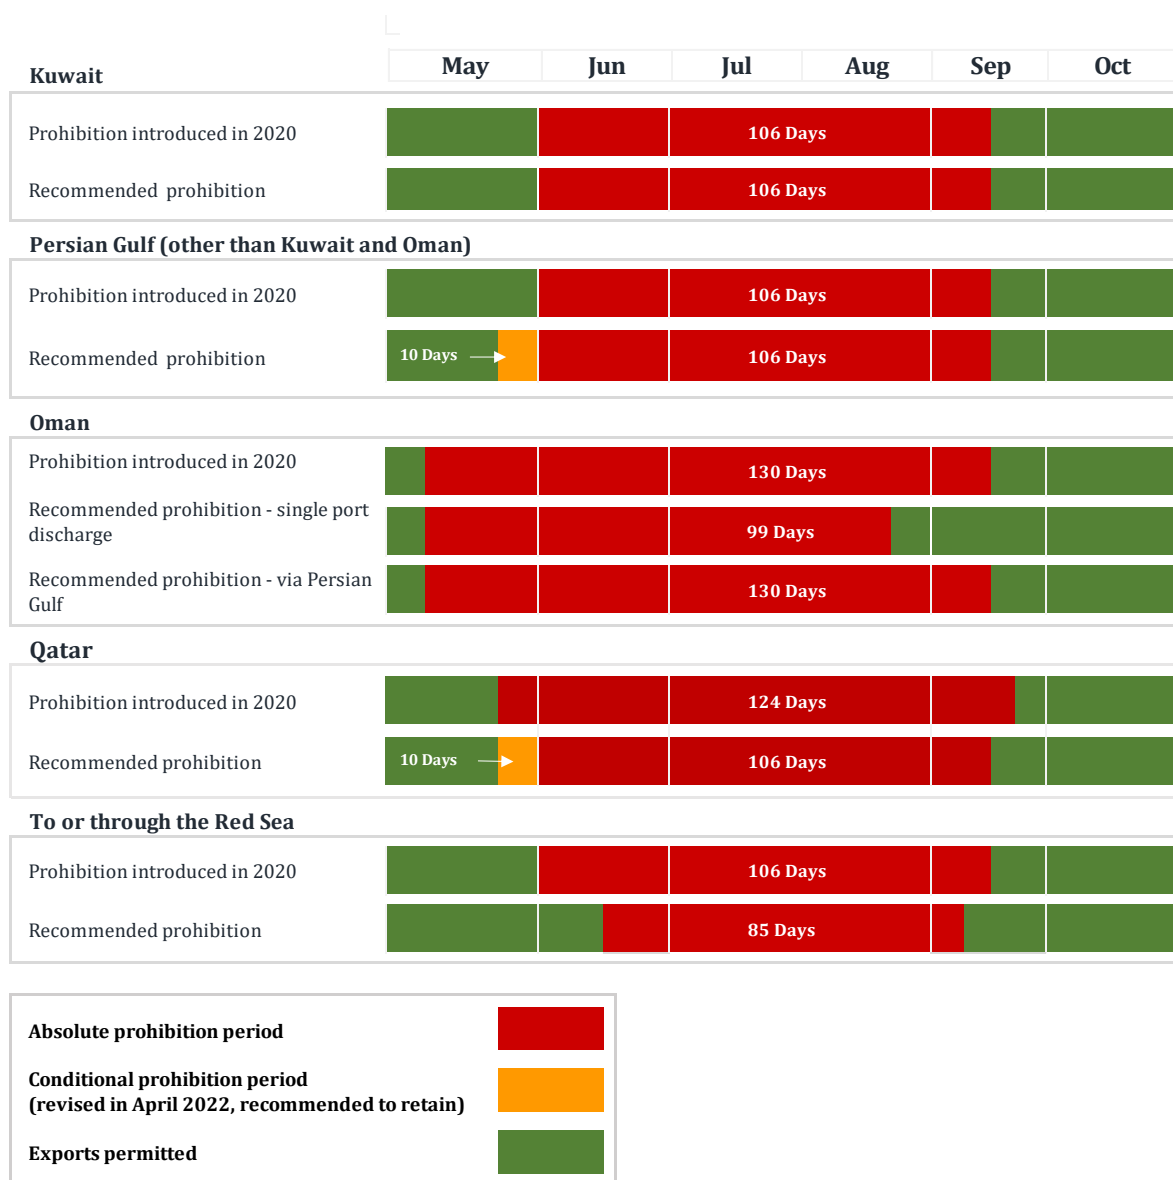 May Jun Jul Aug Sep Oct
Kuwait
Prohibition introduced in 2020
106 Days
Recommended prohibition
106 Days
Persian Gulf (other than Kuwait and Oman)
Prohibition introduced in 2020
106 Days
Recommended prohibition
10 Days
106 Days
Oman
Prohibition introduced in 2020
130 Days
Recommended prohibition - single port
discharge
99 Days
Recommended prohibition - via Persian
Gulf
130 Days
Qatar
Prohibition introduced in 2020
124 Days
Recommended prohibition
10 Days
106 Days
To or through the Red Sea
Prohibition introduced in 2020
106 Days
Recommended prohibition
85 Days
Absolute prohibition period
Conditional prohibition period
(revised in April 2022, recommended to retain)
Exports permitted